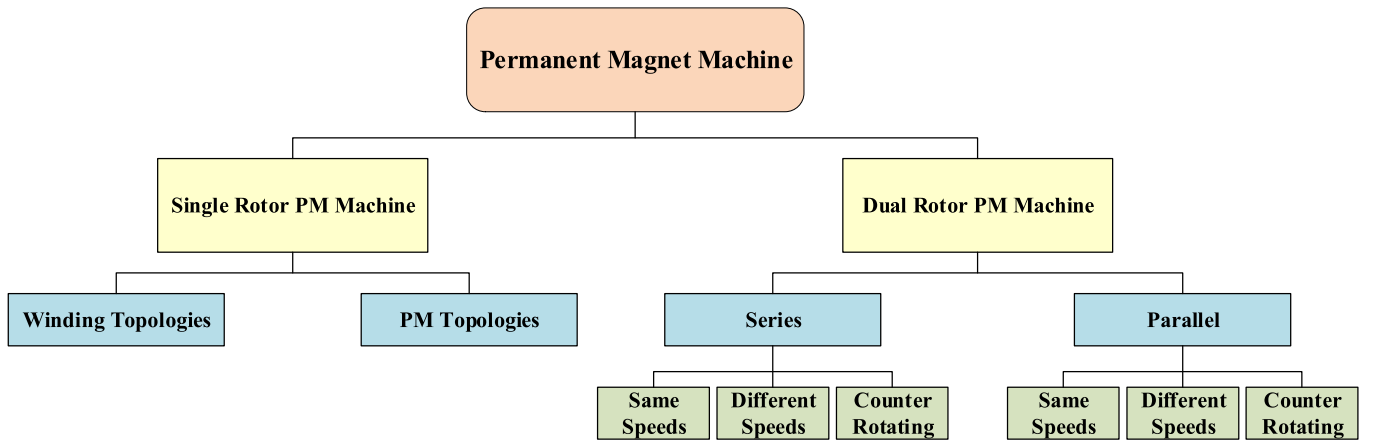 Permanent Magnet Machine
Single Rotor PM Machine
Dual Rotor PM Machine
Winding Topologies
PM Topologies
Series
Parallel
Same
Speeds
Different
Speeds
Counter
Rotating
Same
Speeds
Different
Speeds
Counter
Rotating